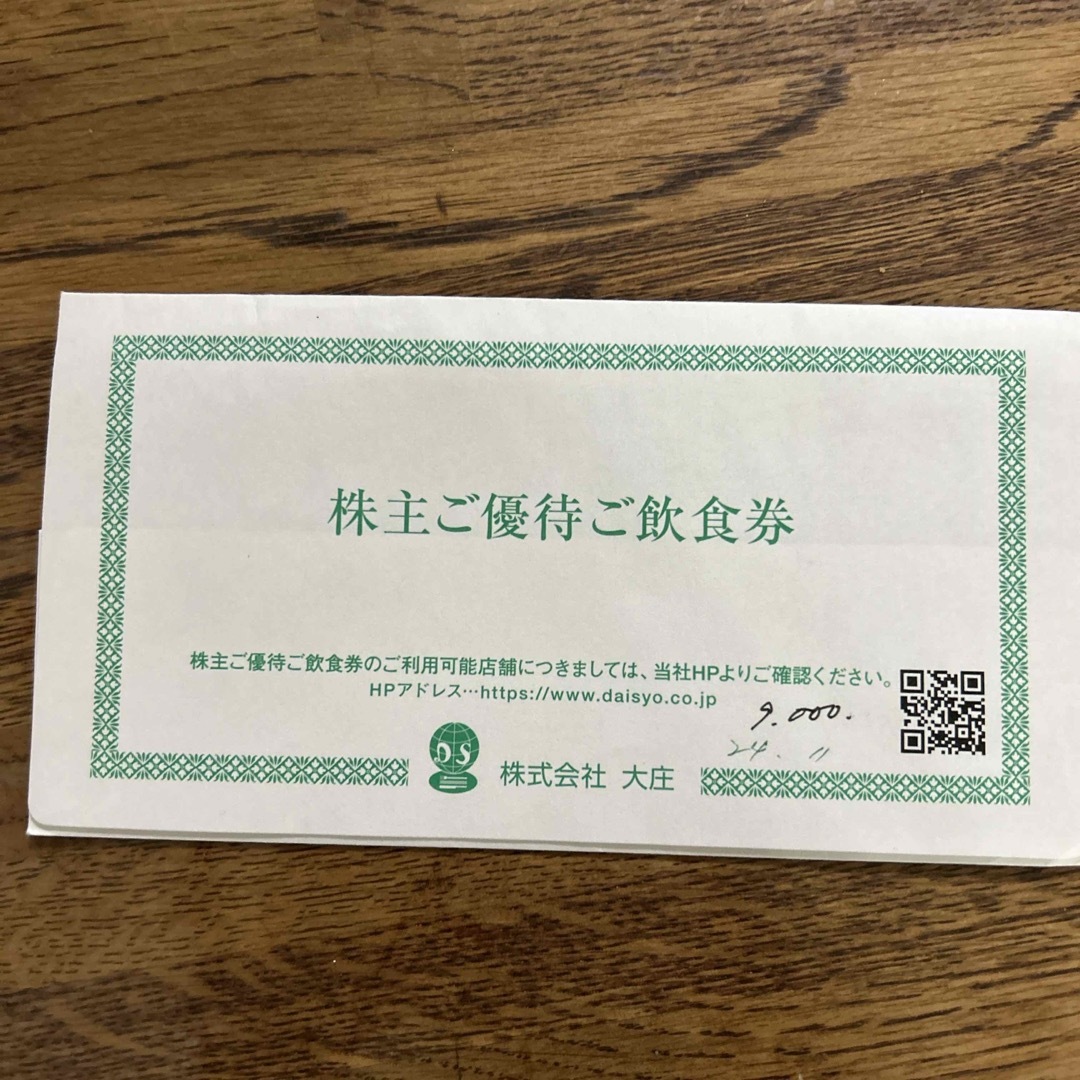 株主ご優待ご飲食券
株主ご優待ご飲食券のご利用可能店舗につきましては、当社HPよりご確認ください。
HPアドレス…https://www.daisyo.co.jp
9.000.
24. 11
DS
株式会社 大庄